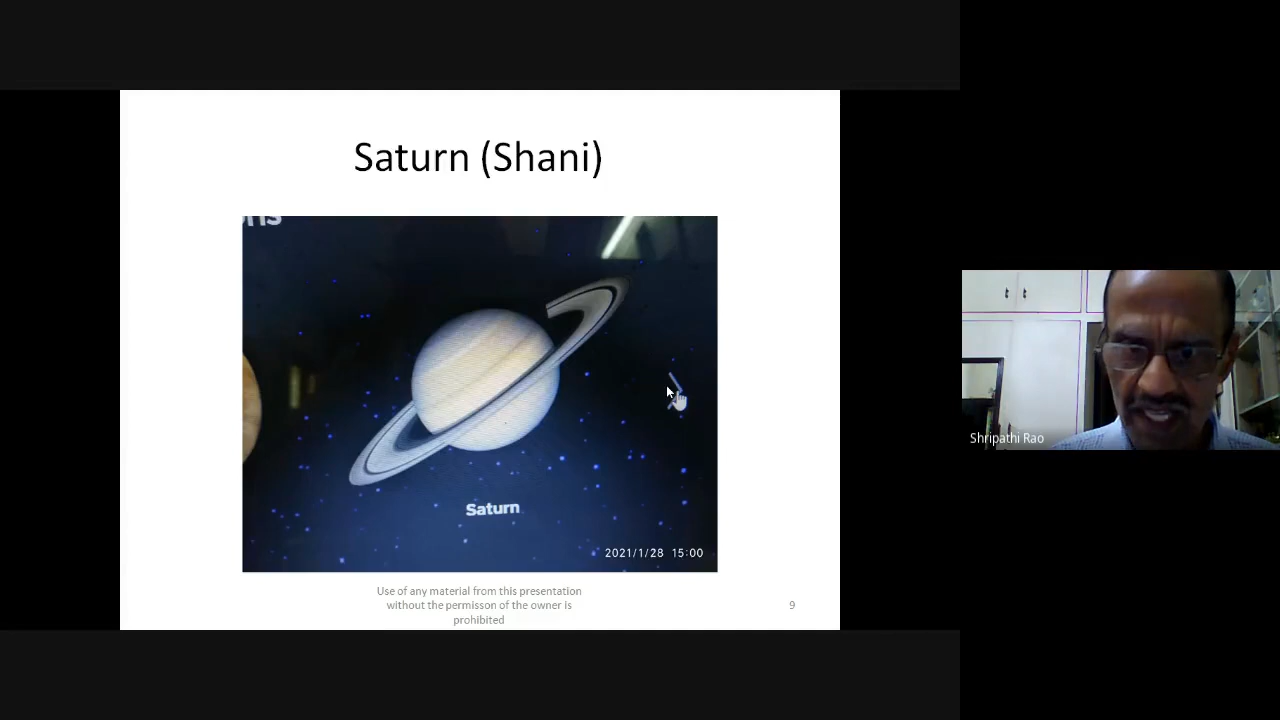 Saturn (Shani)
Saturn
2021/1/28 15:00
Use of any material from this presentation
without the permisson of the owner is
prohibited
9
Shripathi Rao